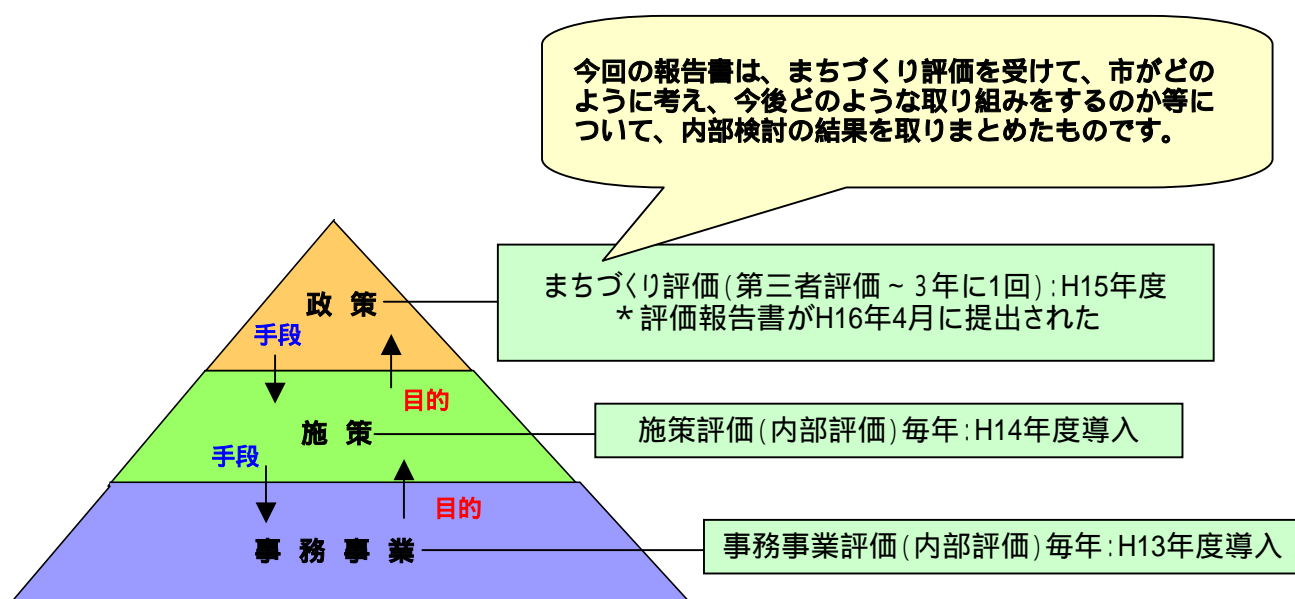 今回の報告書は、まちづくり評価を受けて、市がどの
ように考え、今後どのような取り組みをするのか等に
ついて、内部検討の結果を取りまとめたものです。
まちづくり評価(第三者評価~3年に1回):H15年度
*評価報告書がH16年4月に提出された
政 策
手段
目的
施策評価(内部評価)毎年:H14年度導入
施 策
手段
目的
事務事業評価(内部評価)毎年:H13年度導入
事 務 事 業